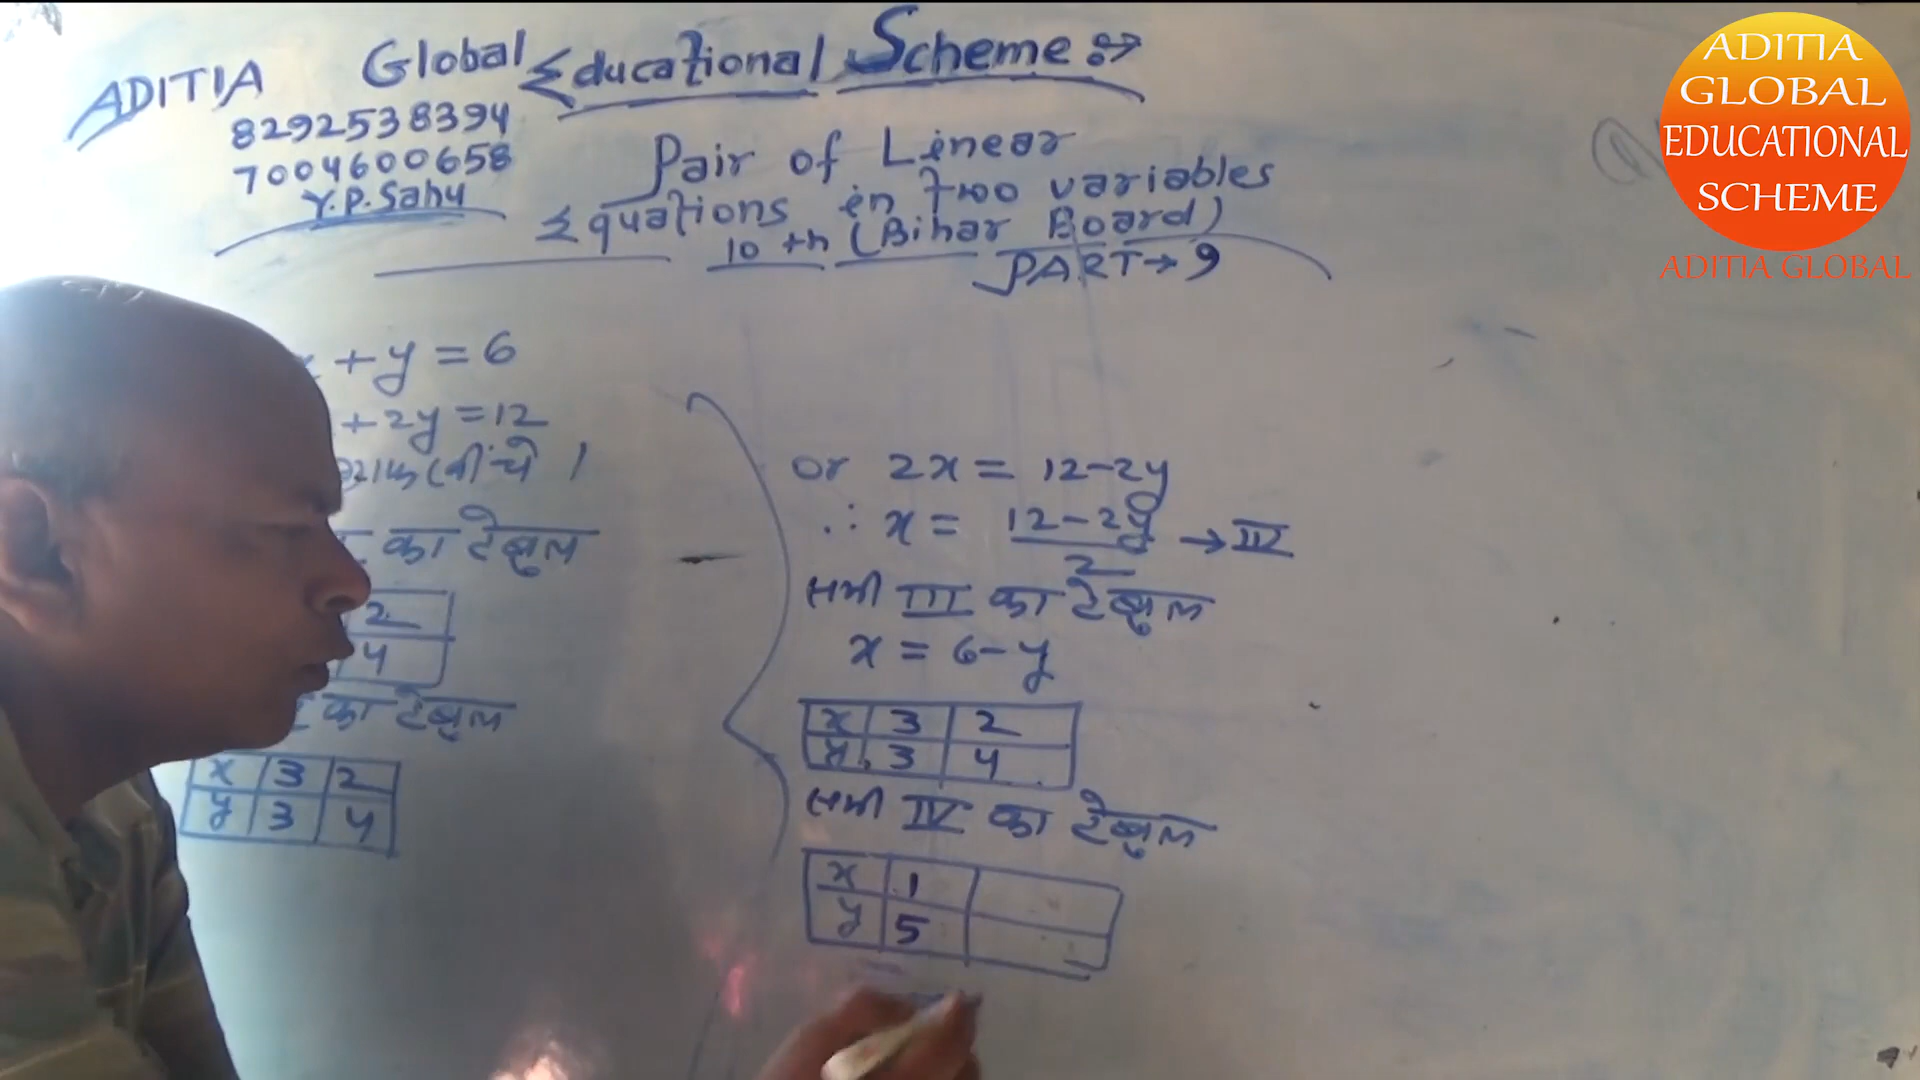 ADITIA Global Educational Scheme :→
8292538394
7004600658
Y.P.Sahu
Pair of Linear
Equations in two variables
10 th (Bihar Board)
PART → 9
x + y = 6
+ 2y = 12
खींचे ।
का टेबुल
2
4
का टेबुल
x 3 2
y 3 4
or 2x = 12-2y
∴ x = 12-2y / 2 → IV
समी III का टेबुल
x = 6-y
x 3 2
y 3 4
समी IV का टेबुल
x 1
y 5
ADITIA
GLOBAL
EDUCATIONAL
SCHEME
ADITIA GLOBAL